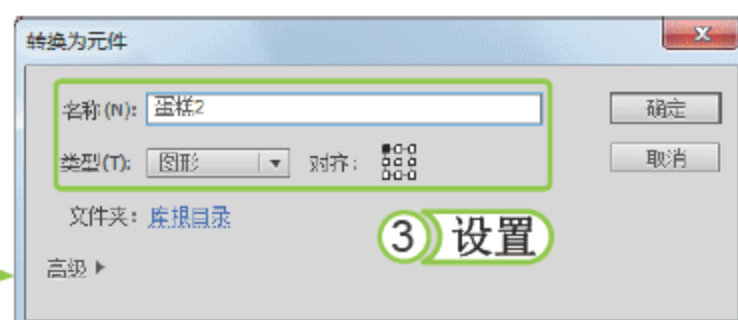 转换为元件
名称(N): 蛋糕2
确定
类型(T): 图形 对齐:
取消
文件夹: 库根目录
③ 设置
高级